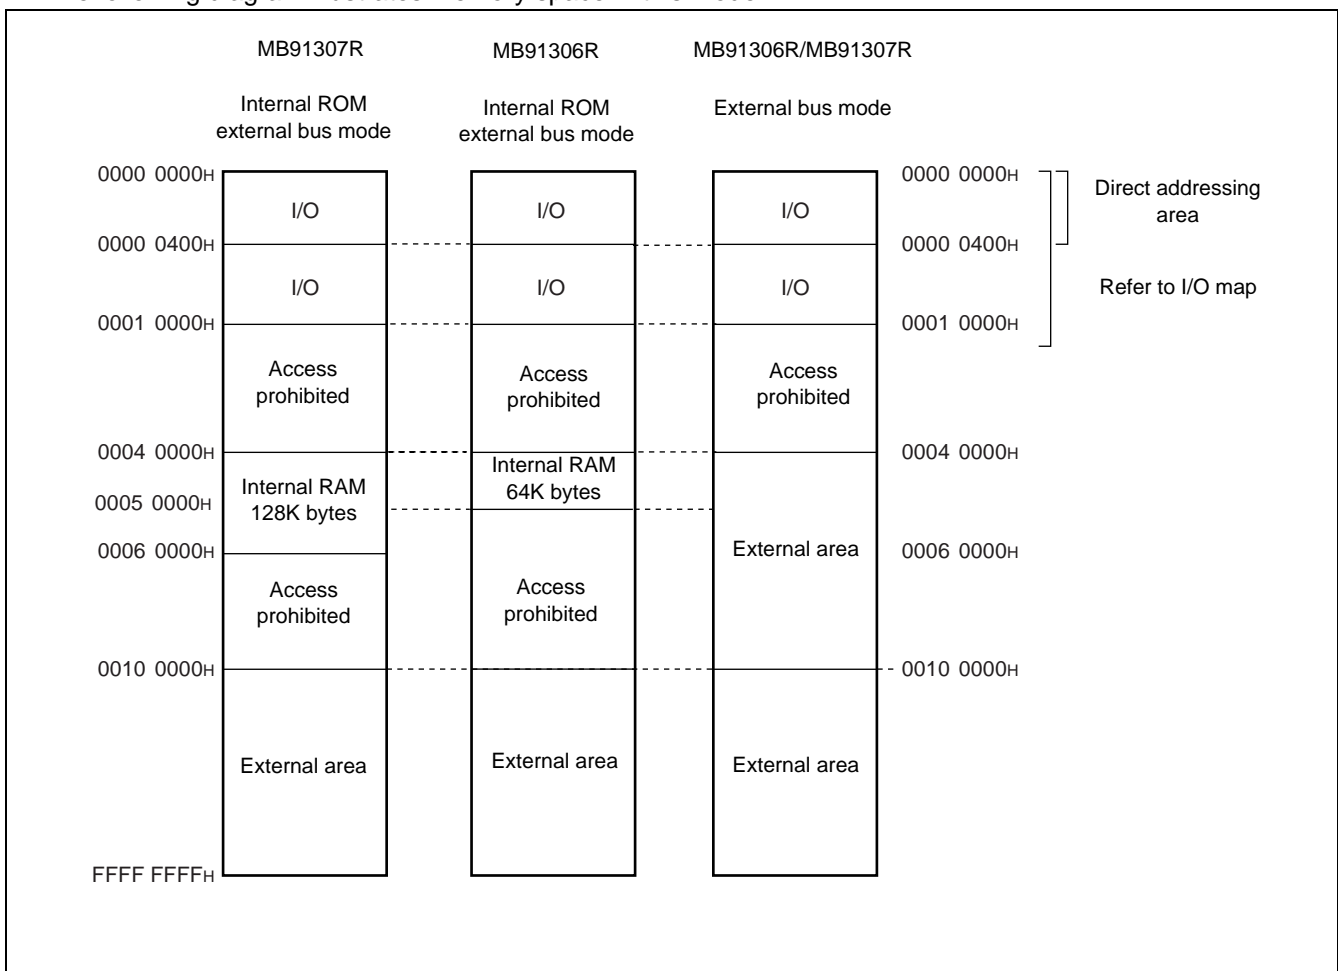 MB91307R
MB91306R
MB91306R/MB91307R
Internal ROM
external bus mode
Internal ROM
external bus mode
External bus mode
0000 0000H
0000 0000H
Direct addressing
area
I/O
I/O
I/O
0000 0400H
0000 0400H
I/O
I/O
I/O
Refer to I/O map
0001 0000H
0001 0000H
Access
prohibited
Access
prohibited
Access
prohibited
0004 0000H
0004 0000H
Internal RAM
128K bytes
Internal RAM
64K bytes
0005 0000H
0006 0000H
External area
0006 0000H
Access
prohibited
Access
prohibited
0010 0000H
0010 0000H
External area
External area
External area
FFFF FFFFH